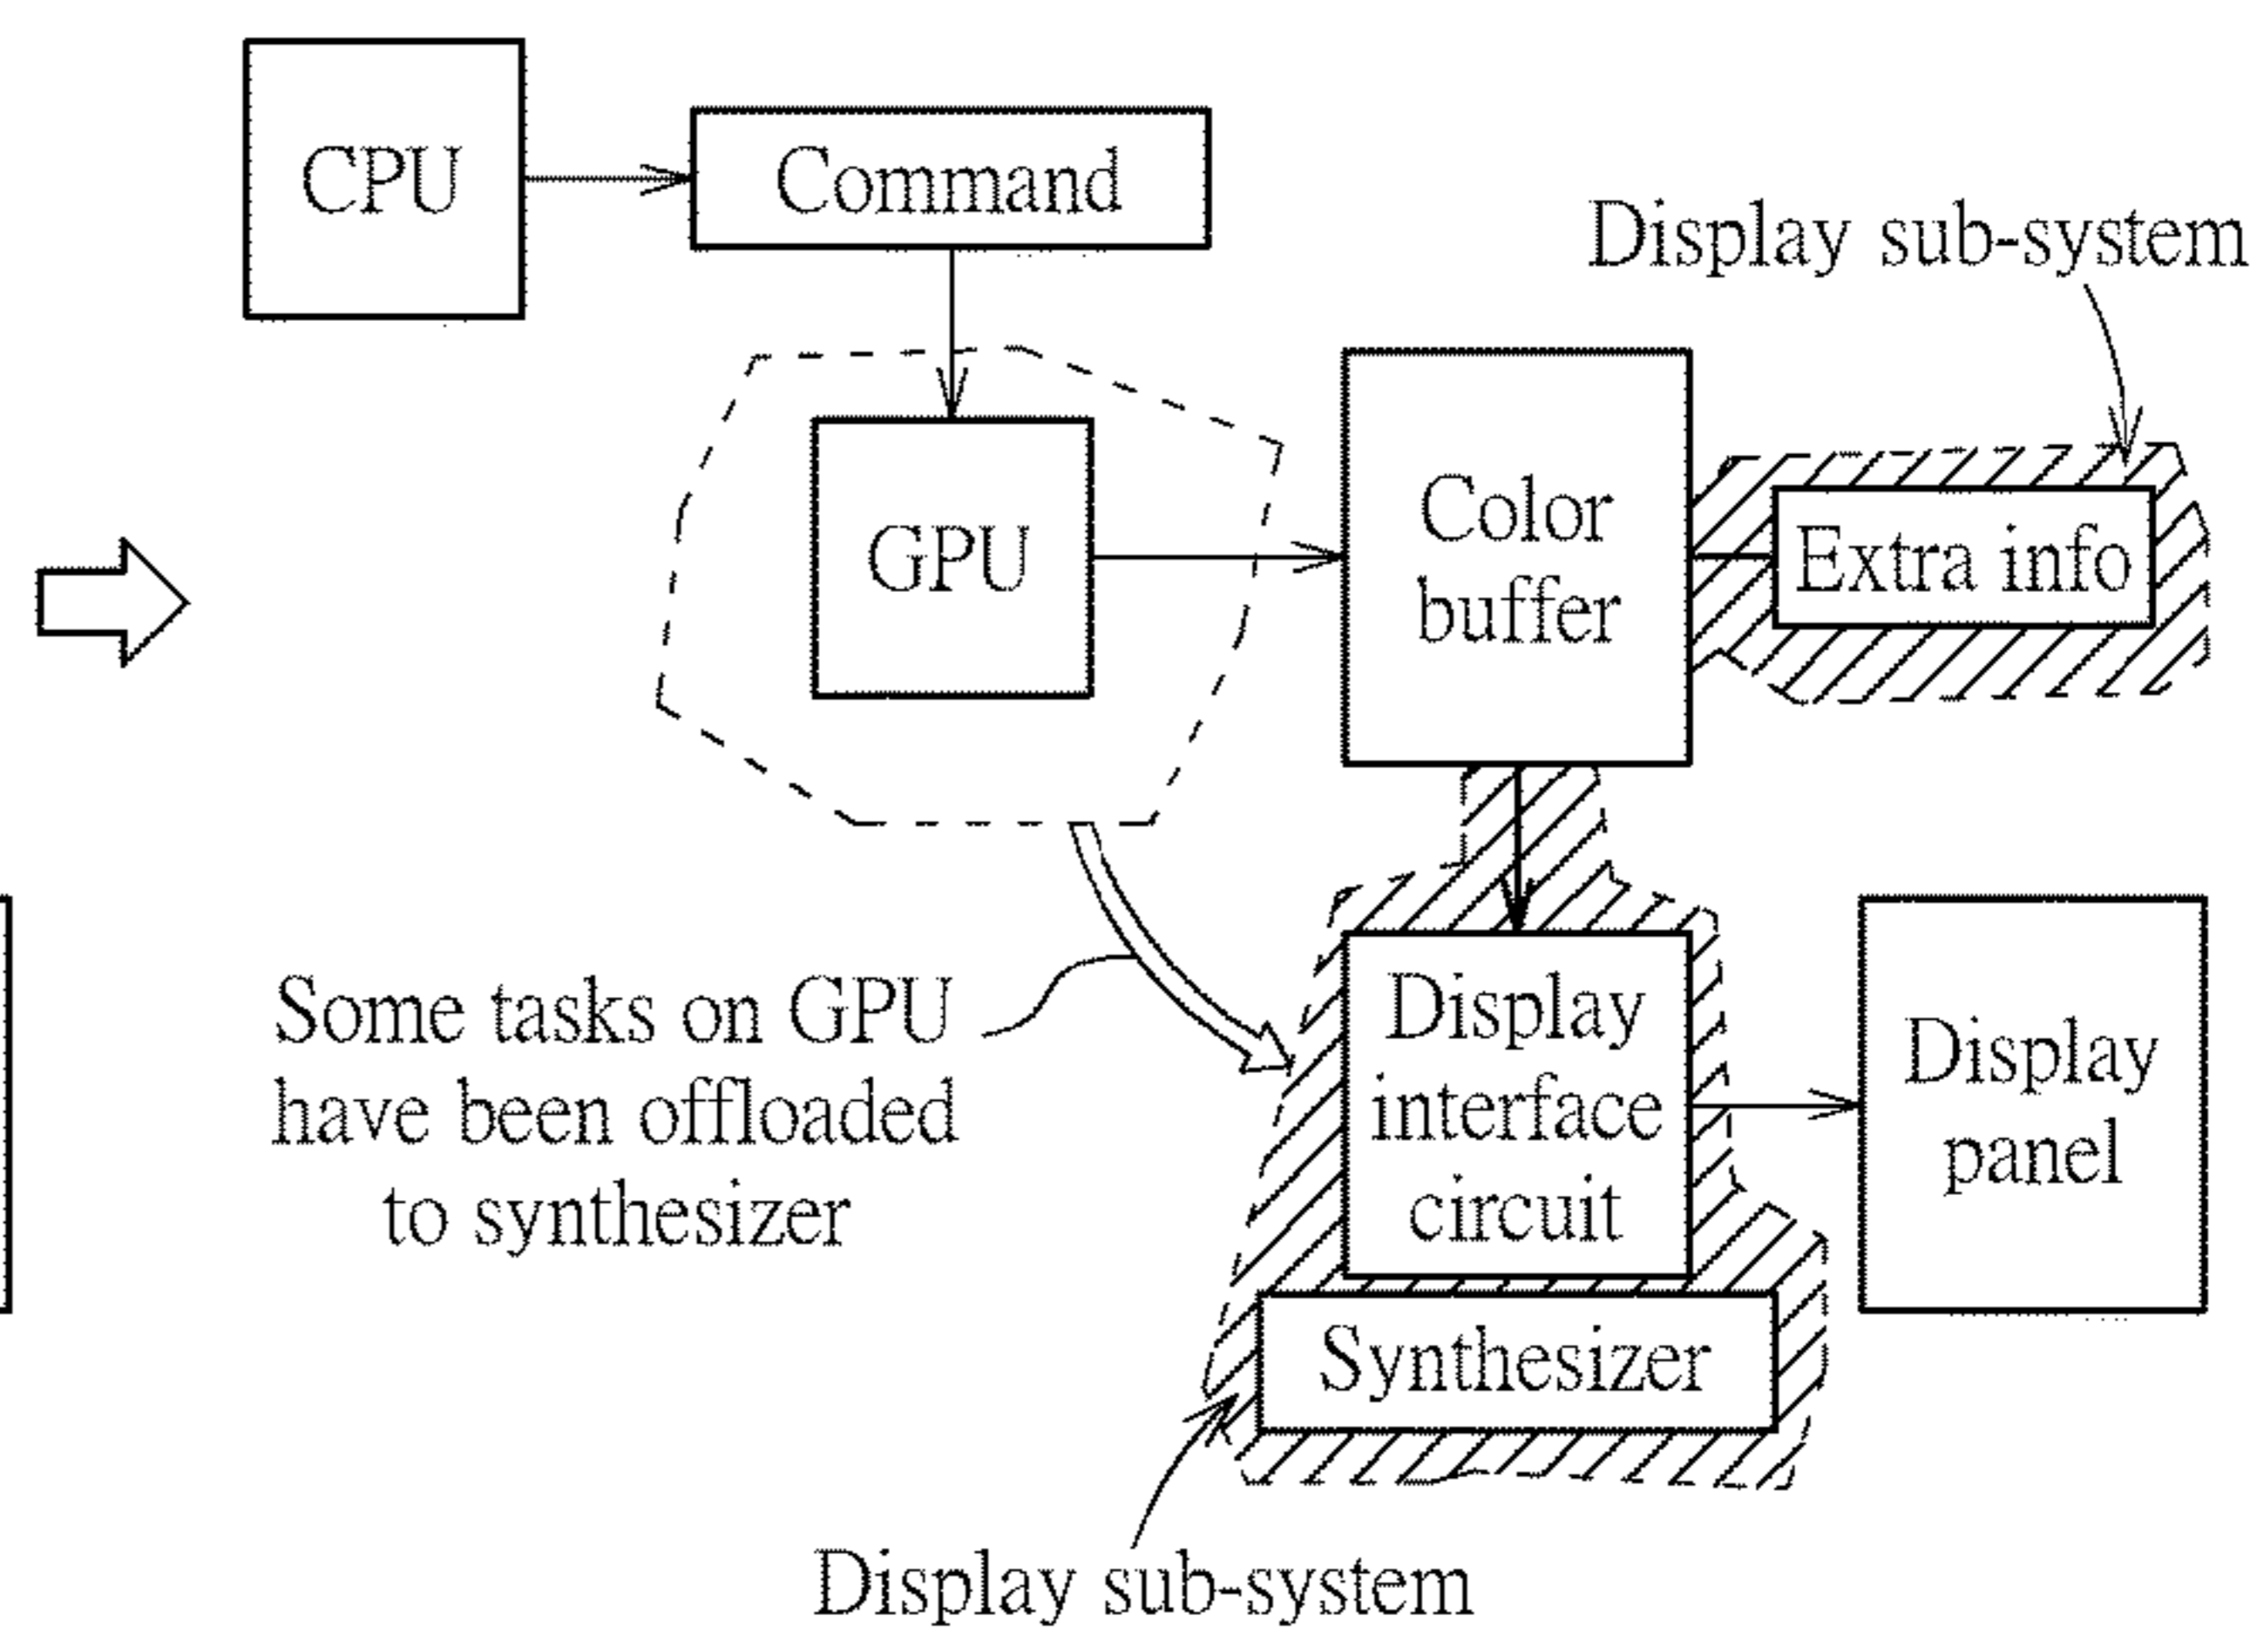 CPU
Command
Display sub-system
GPU
Color
buffer
Extra info
Some tasks on GPU
have been offloaded
to synthesizer
Display
interface
circuit
Display
panel
Synthesizer
Display sub-system